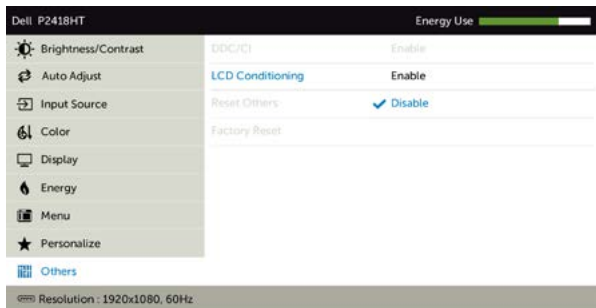 Dell P2418HT Energy Use
Brightness/Contrast DDC/CI Enable
Auto Adjust LCD Conditioning Enable
Input Source Reset Others Disable
Color Factory Reset
Display
Energy
Menu
Personalize
Others
Resolution : 1920x1080, 60Hz